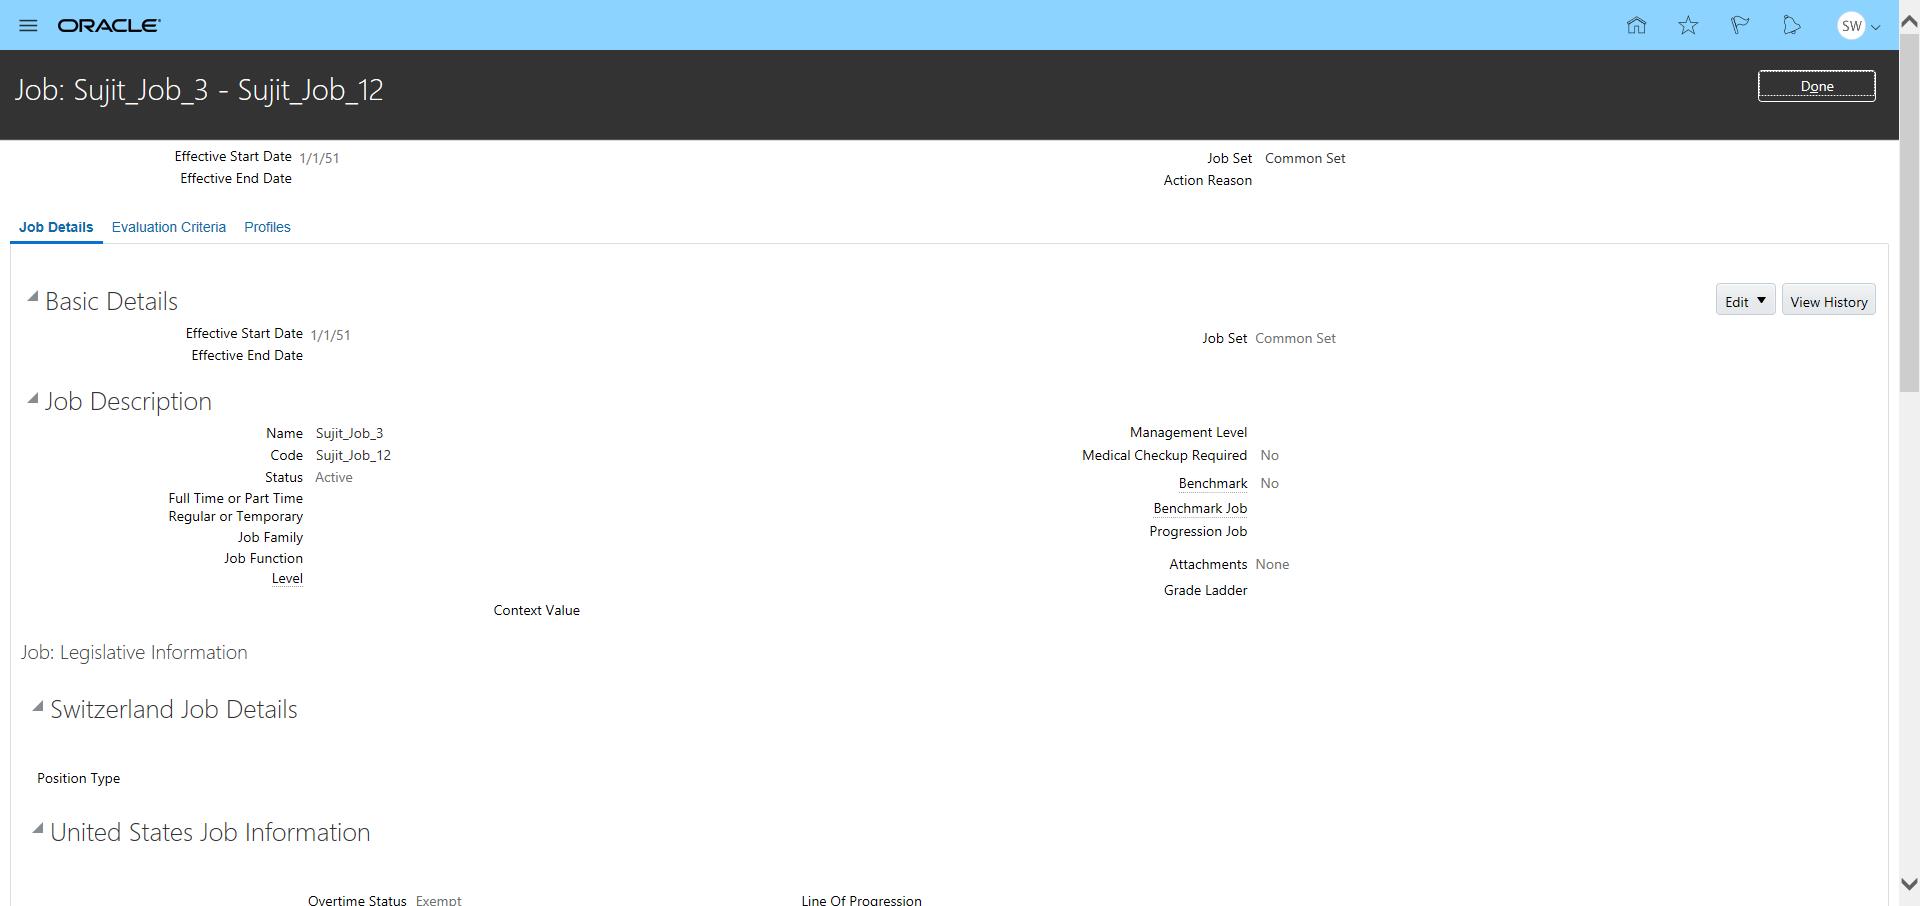 ORACLE
SW
Job: Sujit_Job_3 - Sujit_Job_12
Done
Effective Start Date 1/1/51
Job Set Common Set
Effective End Date
Action Reason
Job Details Evaluation Criteria Profiles
Basic Details
Edit View History
Effective Start Date 1/1/51
Job Set Common Set
Effective End Date
Job Description
Name Sujit_Job_3
Management Level
Code Sujit_Job_12
Medical Checkup Required No
Status Active
Benchmark No
Full Time or Part Time
Benchmark Job
Regular or Temporary
Progression Job
Job Family
Job Function
Attachments None
Level
Grade Ladder
Context Value
Job: Legislative Information
Switzerland Job Details
Position Type
United States Job Information
Overtime Status Exempt
Line Of Progression